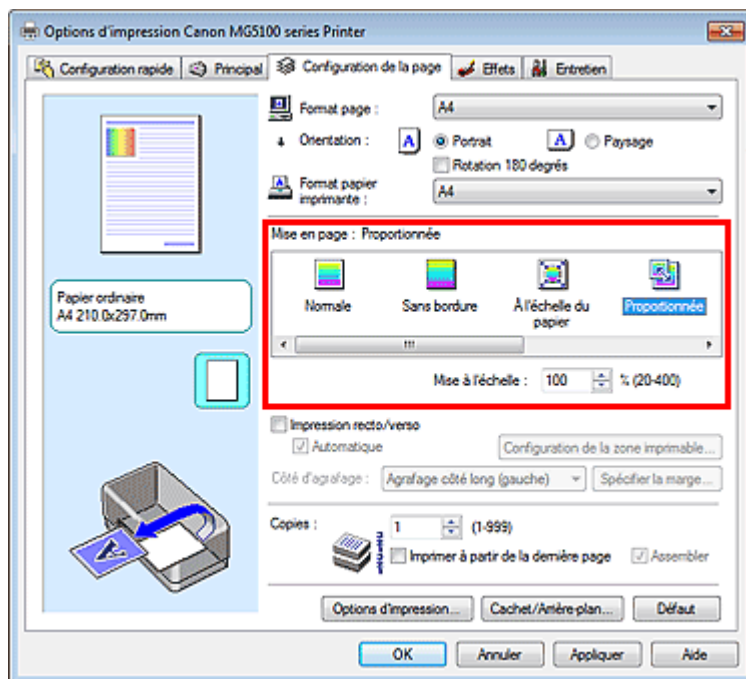 Options d'impression Canon MG5100 series Printer
Configuration rapide Principal Configuration de la page Effets Entretien
Format page : A4
Orientation : A Portrait A Paysage
Rotation 180 degrés
Format papier imprimante : A4
Mise en page : Proportionnée
Normale Sans bordure À l'échelle du papier Proportionnée
Papier ordinaire
A4 210.0x297.0mm
Mise à l'échelle : 100 % (20-400)
Impression recto/verso
Automatique Configuration de la zone imprimable...
Côté d'agrafage : Agrafage côté long (gauche) Spécifier la marge...
Copies : 1 (1-999)
Imprimer à partir de la dernière page Assembler
Options d'impression... Cachet/Arrière-plan... Défaut
OK Annuler Appliquer Aide